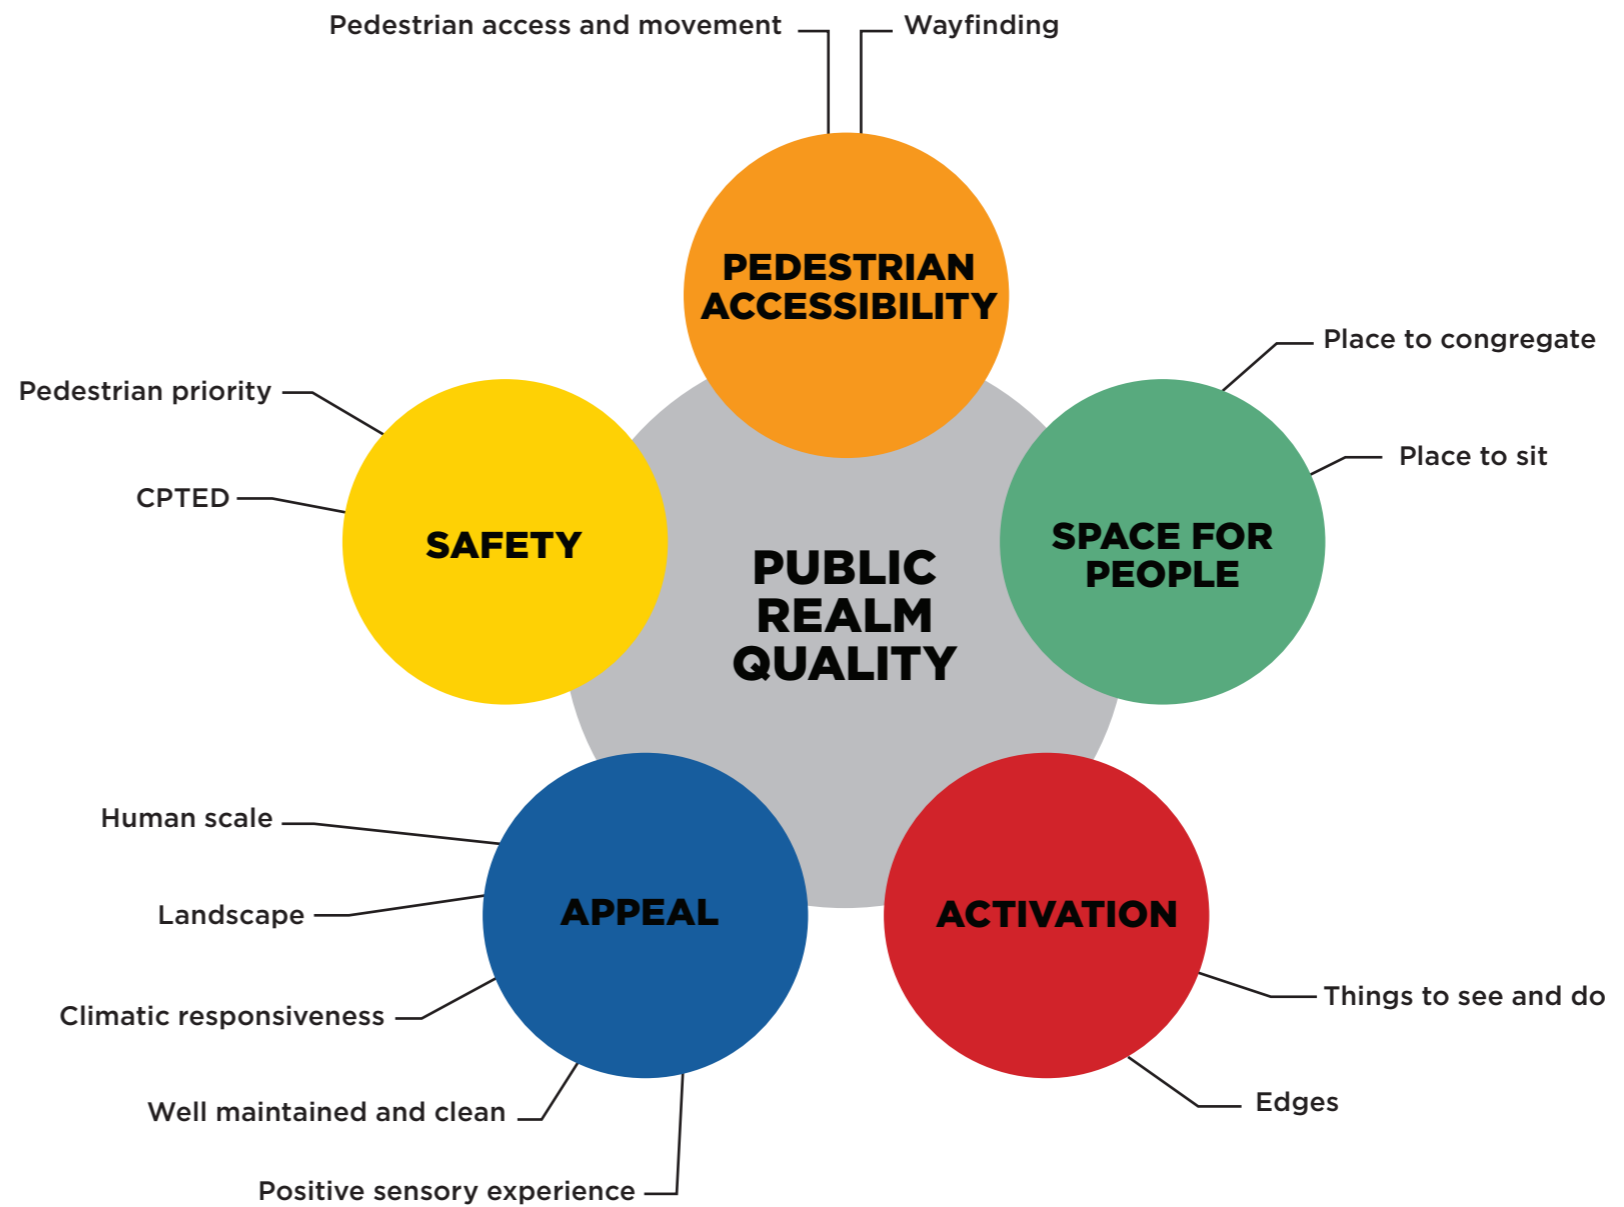 Pedestrian access and movement
Wayfinding
PEDESTRIAN
ACCESSIBILITY
Place to congregate
Place to sit
SPACE FOR
PEOPLE
Pedestrian priority
CPTED
SAFETY
PUBLIC
REALM
QUALITY
Human scale
Landscape
Climatic responsiveness
Well maintained and clean
Positive sensory experience
APPEAL
ACTIVATION
Things to see and do
Edges